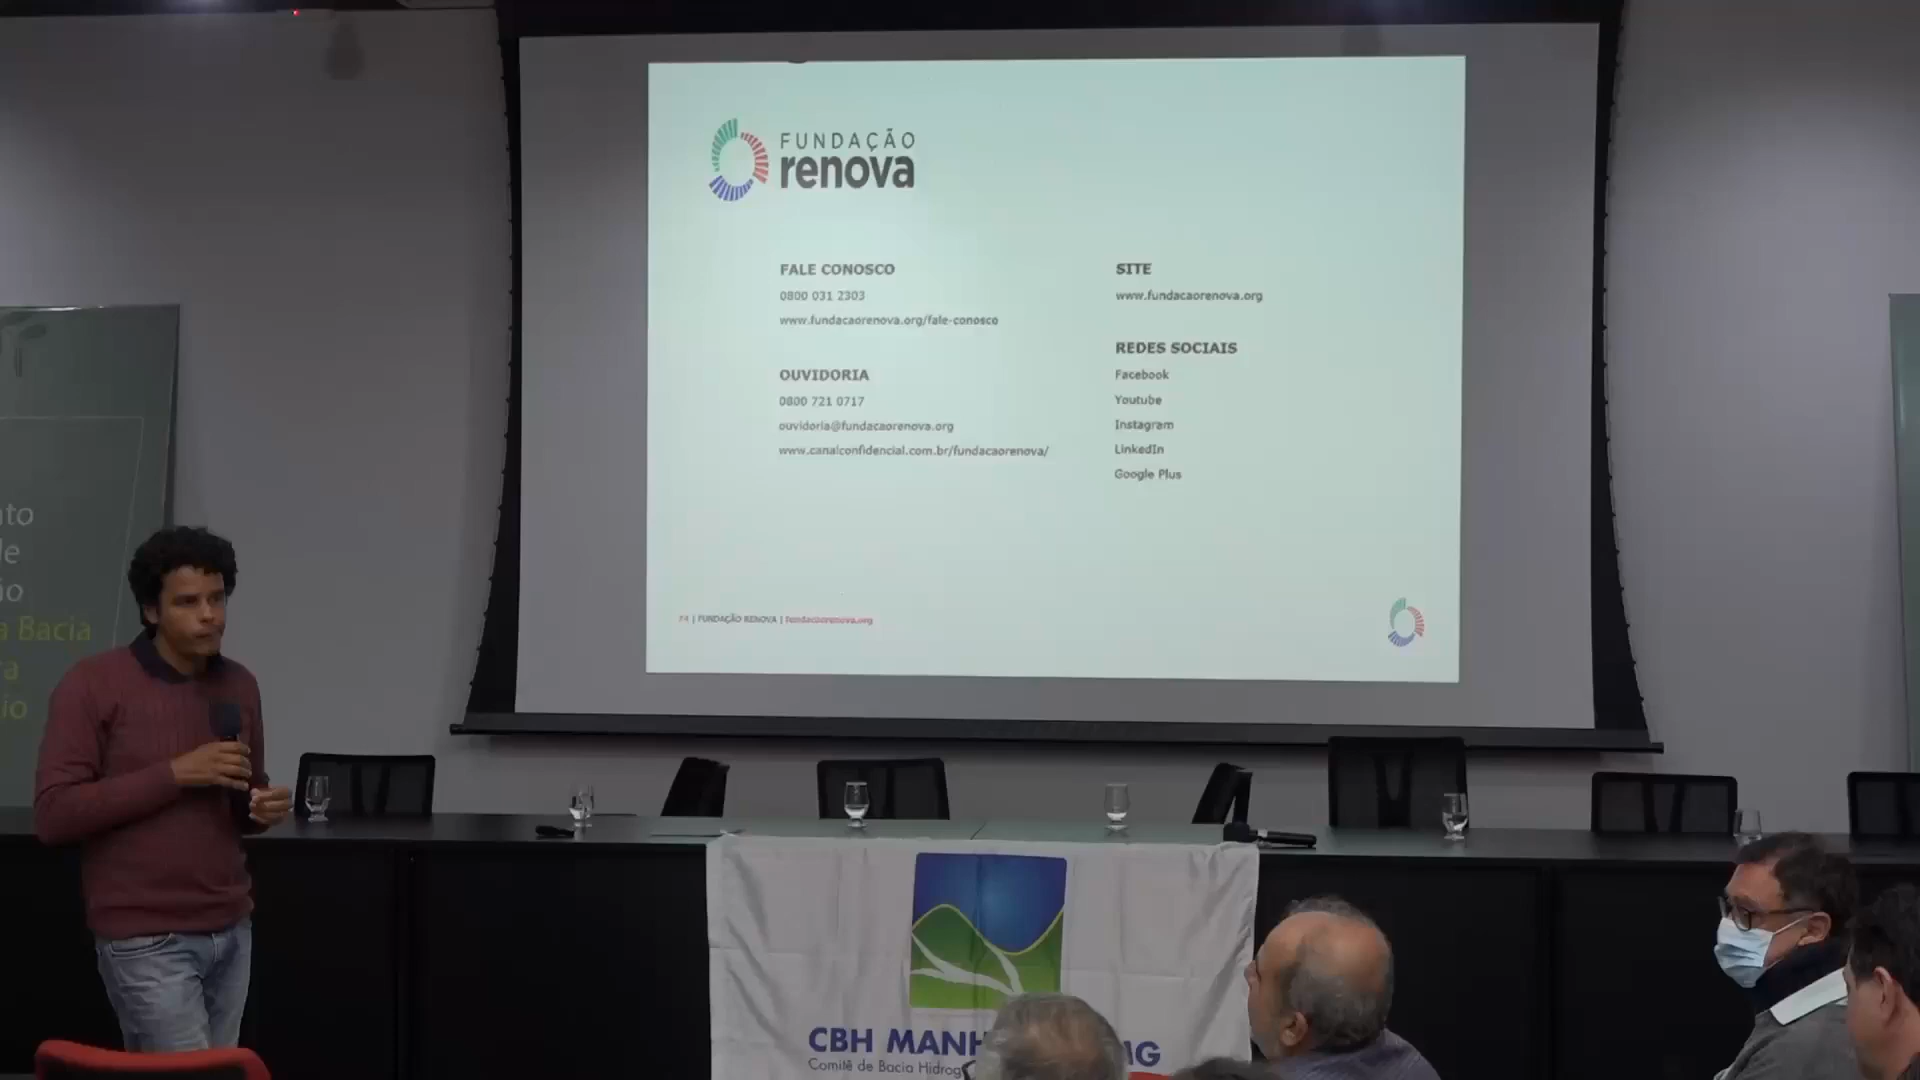 FUNDAÇÃO
renova
FALE CONOSCO
0800 031 2303
www.fundacaorenova.org/fale-conosco
OUVIDORIA
0800 721 0717
ouvidoria@fundacaorenova.org
www.canalconfidencial.com.br/fundacaorenova/
SITE
www.fundacaorenova.org
REDES SOCIAIS
Facebook
Youtube
Instagram
LinkedIn
Google Plus
| FUNDAÇÃO RENOVA | fundacaorenova.org
a Bacia
CBH MANH
Comitê de Bacia Hidrog